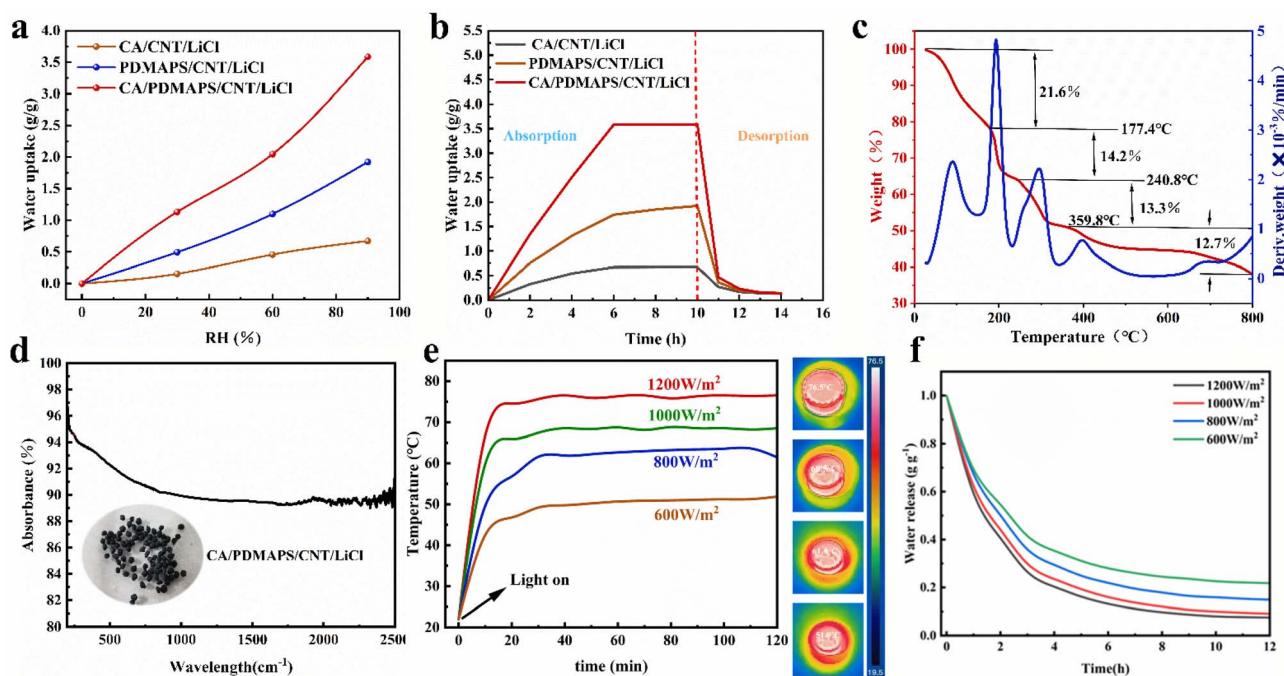 a
CA/CNT/LiCl
PDMAPS/CNT/LiCl
CA/PDMAPS/CNT/LiCl
Water uptake (g/g)
4.0
3.5
3.0
2.5
2.0
1.5
1.0
0.5
0.0
0 20 40 60 80 100
RH (%)
b
CA/CNT/LiCl
PDMAPS/CNT/LiCl
CA/PDMAPS/CNT/LiCl
Absorption
Desorption
Water uptake (g/g)
5.5
5.0
4.5
4.0
3.5
3.0
2.5
2.0
1.5
1.0
0.5
0.0
0 2 4 6 8 10 12 14 16
Time (h)
c
21.6%
177.4℃
14.2%
240.8℃
13.3%
359.8℃
12.7%
Weight (%)
100
90
80
70
60
50
40
30
Deriv.weight (×10⁻³%/min)
5
4
3
2
1
0
0 200 400 600 800
Temperature (℃)
d
CA/PDMAPS/CNT/LiCl
Absorbance (%)
100
98
96
94
92
90
88
86
84
82
80
500 1000 1500 2000 2500
Wavelength(cm⁻¹)
e
1200W/m²
1000W/m²
800W/m²
600W/m²
Light on
Temperature (℃)
80
70
60
50
40
30
20
0 20 40 60 80 100 120
time (min)
76.5℃
76.5
19.5
f
1200W/m²
1000W/m²
800W/m²
600W/m²
Water release (g g⁻¹)
1.0
0.8
0.6
0.4
0.2
0.0
0 2 4 6 8 10 12
Time(h)